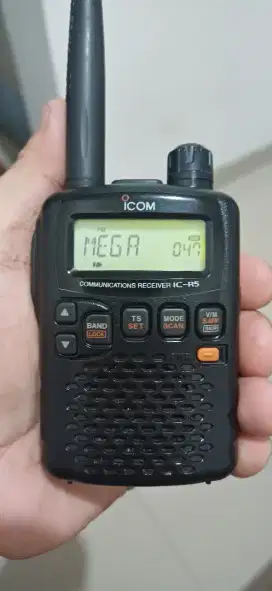 ICOM
MEGA 047
COMMUNICATIONS RECEIVER IC-R5
BAND
LOCK
TS
SET
MODE
SCAN
V/M
S.MW